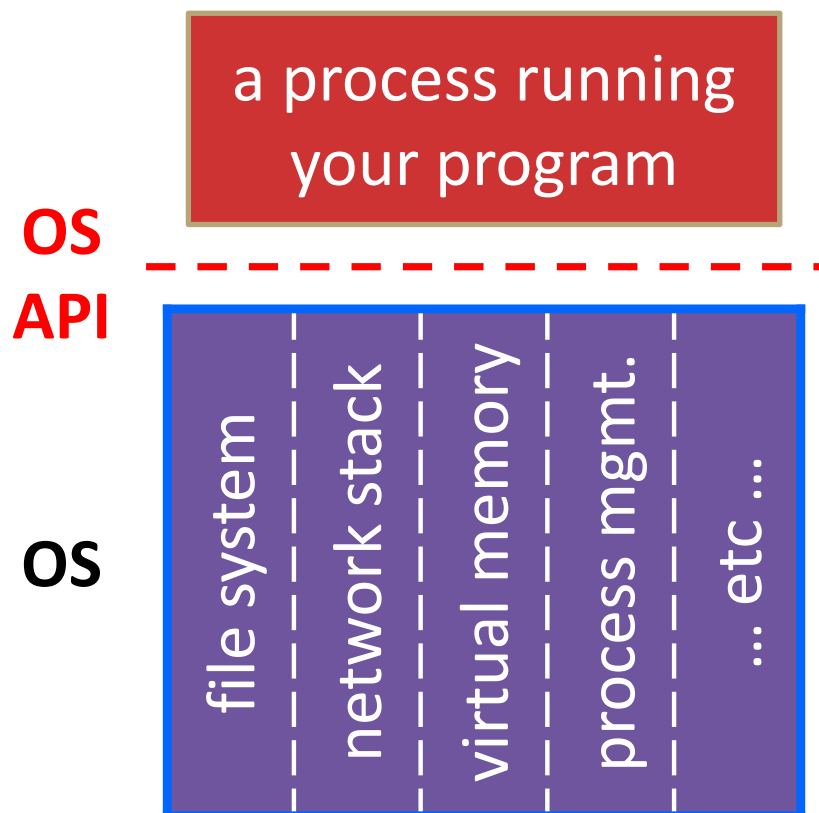 a process running
your program
OS
API
OS
file system
network stack
virtual memory
process mgmt.
... etc ...